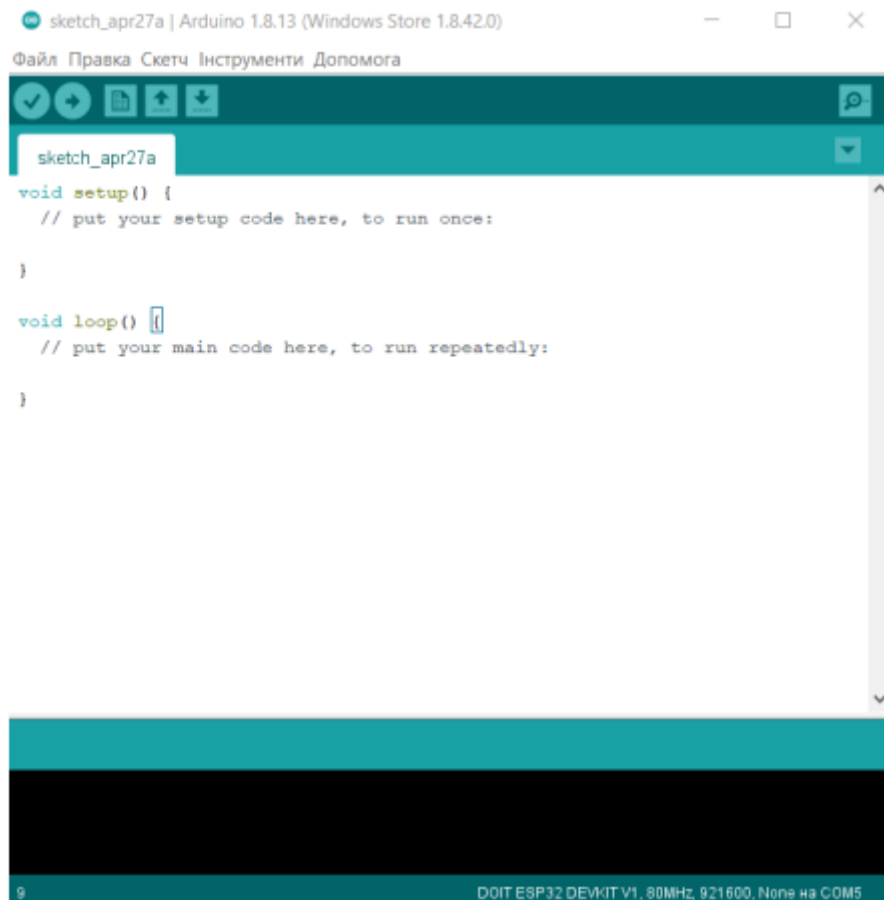 sketch_apr27a | Arduino 1.8.13 (Windows Store 1.8.42.0)
Файл Правка Скетч Інструменти Допомога
sketch_apr27a
void setup() {
  // put your setup code here, to run once:
}
void loop() {
  // put your main code here, to run repeatedly:
}
9 DOIT ESP32 DEVKIT V1, 80MHz, 921600, None на COM5